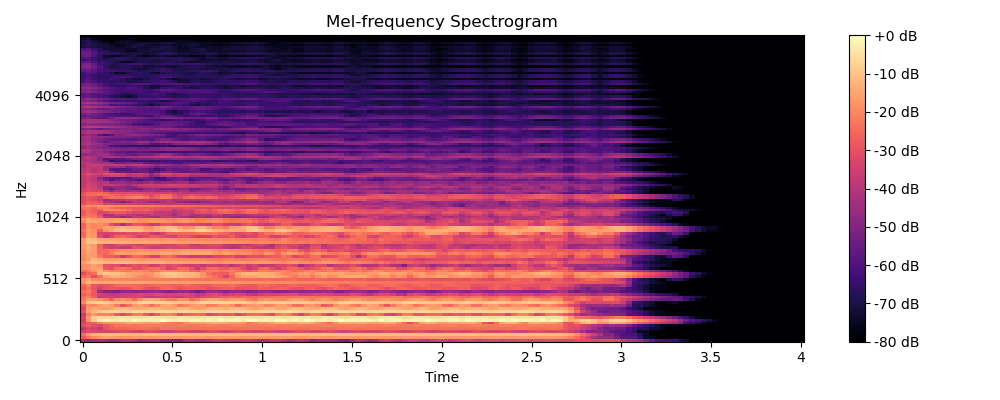 Mel-frequency Spectrogram
Hz
4096
2048
1024
512
0
0 0.5 1 1.5 2 2.5 3 3.5 4
Time
+0 dB
-10 dB
-20 dB
-30 dB
-40 dB
-50 dB
-60 dB
-70 dB
-80 dB